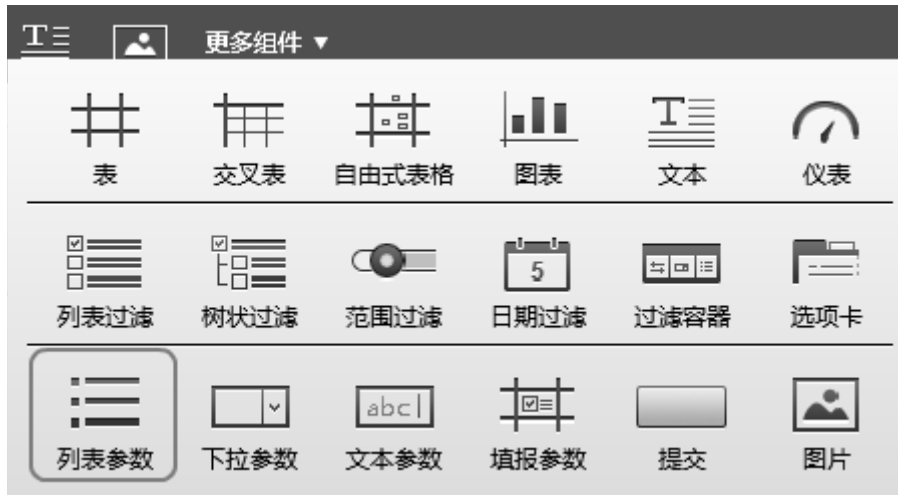 更多组件 ▼
表 交叉表 自由式表格 图表 文本 仪表
5
列表过滤 树状过滤 范围过滤 日期过滤 过滤容器 选项卡
abc
列表参数 下拉参数 文本参数 填报参数 提交 图片